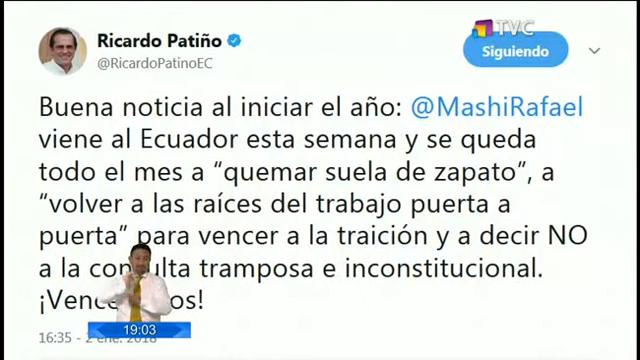 TVC
Ricardo Patiño
@RicardoPatinoEC
Siguiendo
Buena noticia al iniciar el año: @MashiRafael
viene al Ecuador esta semana y se queda
todo el mes a “quemar suela de zapato”, a
“volver a las raíces del trabajo puerta a
puerta” para vencer a la traición y a decir NO
a la consulta tramposa e inconstitucional.
16:35 - 2 ene. 2018
19:03